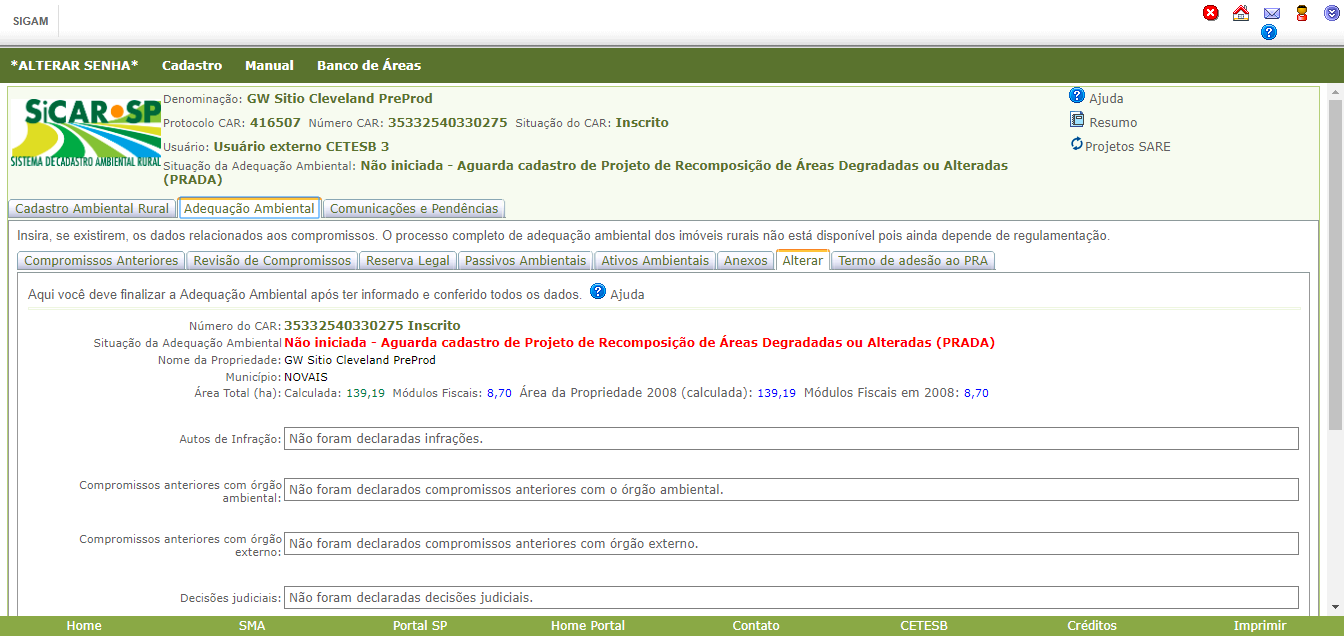 SIGAM
*ALTERAR SENHA* Cadastro Manual Banco de Áreas
SiCAR SP
SISTEMA DE CADASTRO AMBIENTAL RURAL
Denominação: GW Sitio Cleveland PreProd
Protocolo CAR: 416507 Número CAR: 35332540330275 Situação do CAR: Inscrito
Usuário: Usuário externo CETESB 3
Situação da Adequação Ambiental: Não iniciada - Aguarda cadastro de Projeto de Recomposição de Áreas Degradadas ou Alteradas
(PRADA)
Ajuda
Resumo
Projetos SARE
Cadastro Ambiental Rural Adequação Ambiental Comunicações e Pendências
Insira, se existirem, os dados relacionados aos compromissos. O processo completo de adequação ambiental dos imóveis rurais não está disponível pois ainda depende de regulamentação.
Compromissos Anteriores Revisão de Compromissos Reserva Legal Passivos Ambientais Ativos Ambientais Anexos Alterar Termo de adesão ao PRA
Aqui você deve finalizar a Adequação Ambiental após ter informado e conferido todos os dados. ? Ajuda
Número do CAR: 35332540330275 Inscrito
Situação da Adequação Ambiental Não iniciada - Aguarda cadastro de Projeto de Recomposição de Áreas Degradadas ou Alteradas (PRADA)
Nome da Propriedade: GW Sitio Cleveland PreProd
Município: NOVAIS
Área Total (ha): Calculada: 139,19 Módulos Fiscais: 8,70 Área da Propriedade 2008 (calculada): 139,19 Módulos Fiscais em 2008: 8,70
Autos de Infração: Não foram declaradas infrações.
Compromissos anteriores com órgão
ambiental: Não foram declarados compromissos anteriores com o órgão ambiental.
Compromissos anteriores com órgão
externo: Não foram declarados compromissos anteriores com órgão externo.
Decisões judiciais: Não foram declaradas decisões judiciais.
Home SMA Portal SP Home Portal Contato CETESB Créditos Imprimir